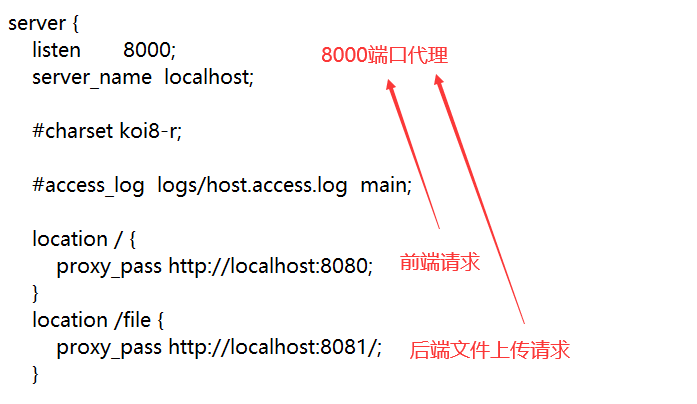 server {
listen 8000;
8000端口代理
server_name localhost;
#charset koi8-r;
#access_log logs/host.access.log main;
location / {
proxy_pass http://localhost:8080;
前端请求
}
location /file {
proxy_pass http://localhost:8081/;
后端文件上传请求
}